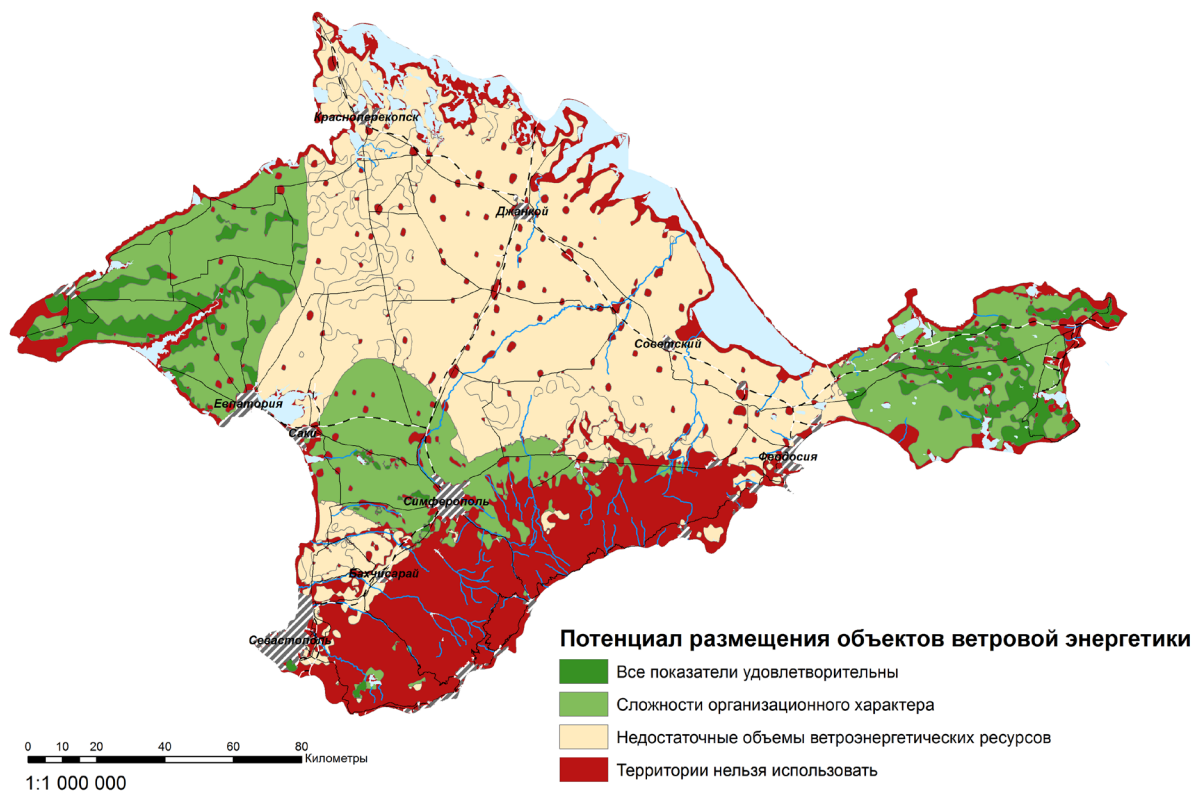 Красноперекопск
Джанкой
Советский
Евпатория
Саки
Феодосия
Симферополь
Бахчисарай
Севастополь
Потенциал размещения объектов ветровой энергетики
Все показатели удовлетворительны
Сложности организационного характера
Недостаточные объемы ветроэнергетических ресурсов
Территории нельзя использовать
0 10 20 40 60 80
Километры
1:1 000 000